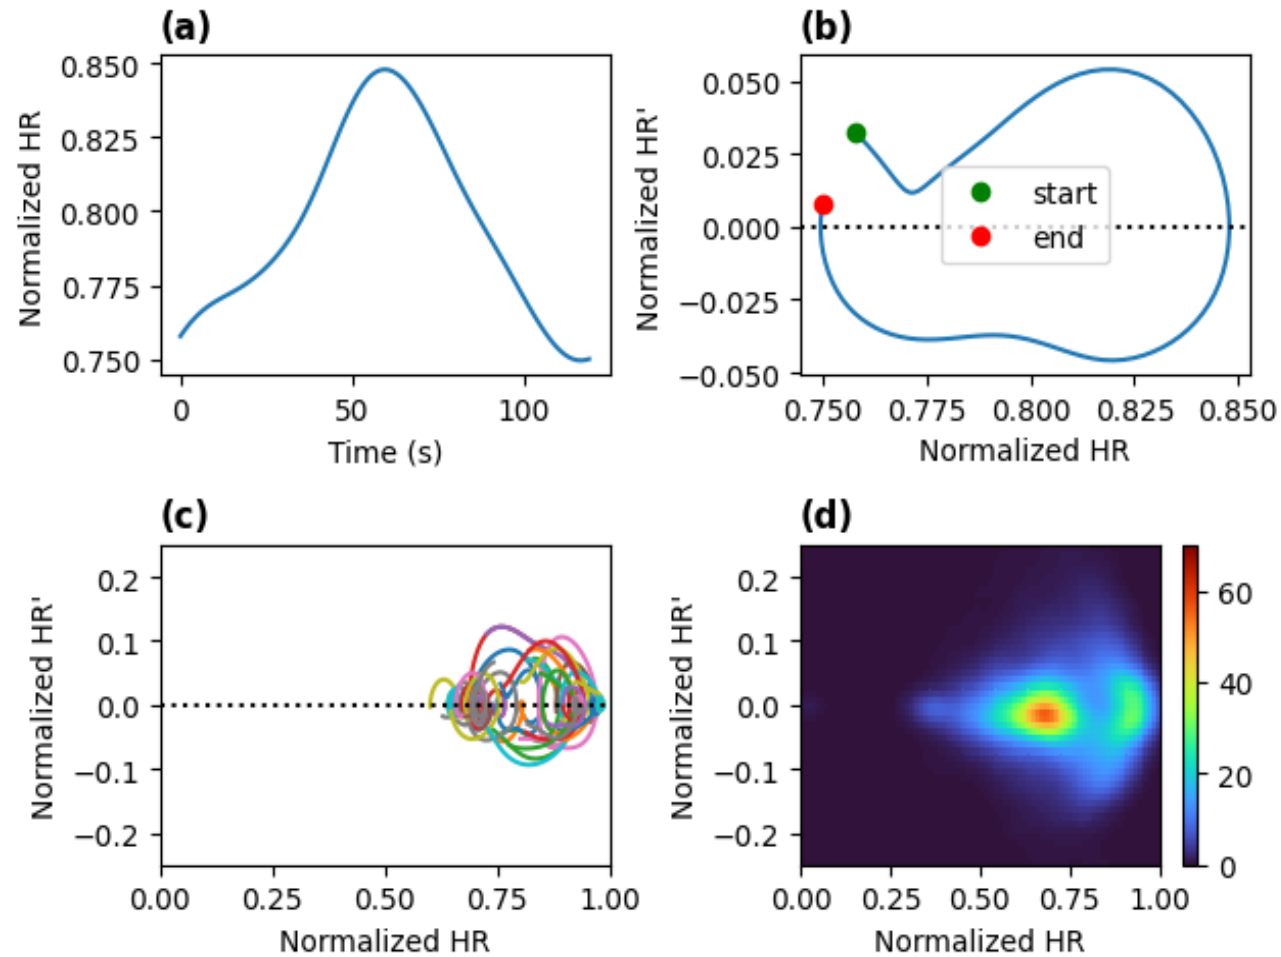 (a)
Normalized HR
0.850
0.825
0.800
0.775
0.750
0 50 100
Time (s)
(b)
Normalized HR'
0.050
0.025
0.000
−0.025
−0.050
start
end
0.750 0.775 0.800 0.825 0.850
Normalized HR
(c)
Normalized HR'
0.2
0.1
0.0
−0.1
−0.2
0.00 0.25 0.50 0.75 1.00
Normalized HR
(d)
Normalized HR'
0.2
0.1
0.0
−0.1
−0.2
0.00 0.25 0.50 0.75 1.00
Normalized HR
60
40
20
0